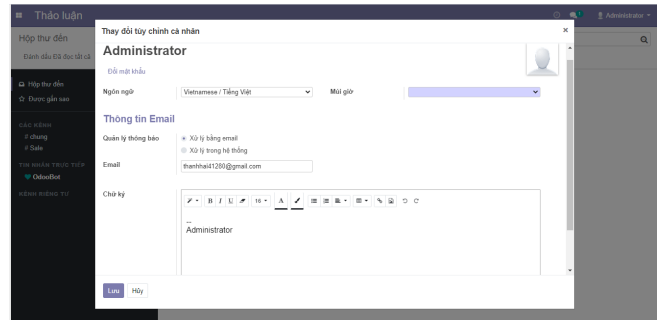 Thảo luận
1
Administrator
Hộp thư đến
Đánh dấu Đã đọc tất cả
Hộp thư đến
Được gắn sao
CÁC KÊNH
# chung
# Sale
TIN NHẮN TRỰC TIẾP
OdooBot
KÊNH RIÊNG TƯ
Thay đổi tùy chỉnh cá nhân
×
Administrator
Đổi mật khẩu
Ngôn ngữ
Vietnamese / Tiếng Việt
Múi giờ
Thông tin Email
Quản lý thông báo
Xử lý bằng email
Xử lý trong hệ thống
Email
thanhhai41280@gmail.com
Chữ ký
B I U 16 A
--
Administrator
Lưu
Hủy